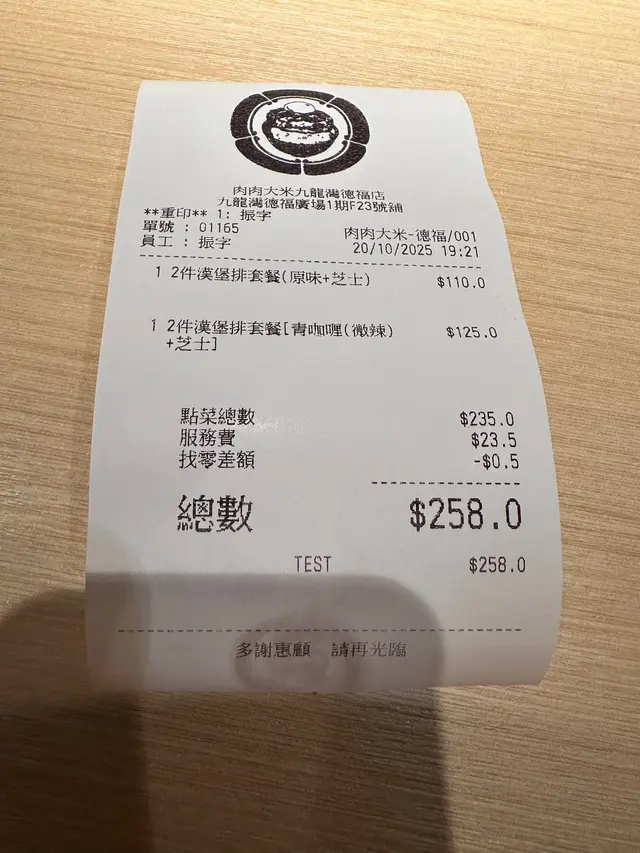 肉肉大米九龍灣德福店
九龍灣德福廣場1期F23號舖
**重印** 1: 振字
單號 : 01165
肉肉大米-德福/001
員工 : 振字
20/10/2025 19:21
1 2件漢堡排套餐(原味+芝士) $110.0
1 2件漢堡排套餐[青咖喱(微辣) $125.0
+芝士]
點菜總數 $235.0
服務費 $23.5
找零差額 -$0.5
總數 $258.0
TEST $258.0
多謝惠顧 請再光臨